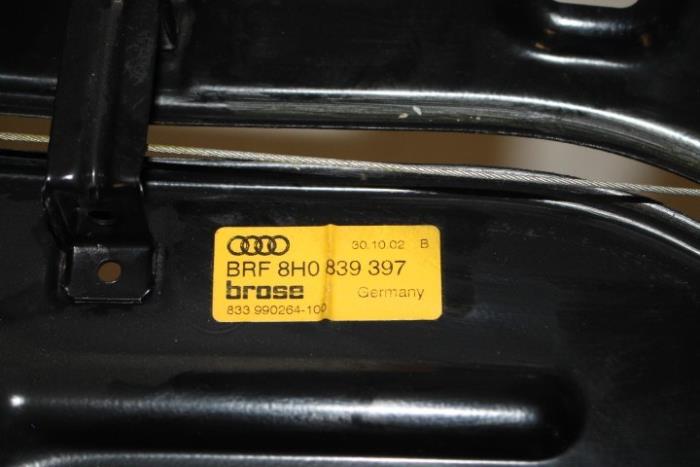 30.10.02 B
BRF 8H0 839 397
brose Germany
833 990264-100